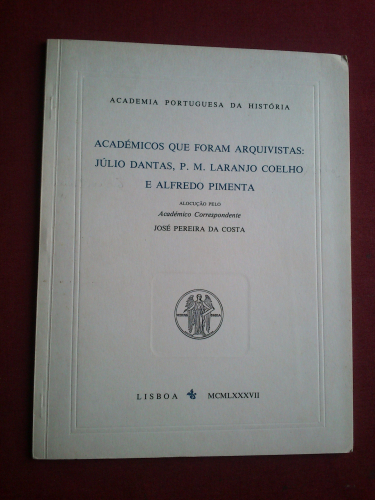 ACADEMIA PORTUGUESA DA HISTÓRIA
ACADÉMICOS QUE FORAM ARQUIVISTAS:
JÚLIO DANTAS, P. M. LARANJO COELHO
E ALFREDO PIMENTA
ALOCUÇÃO PELO
Académico Correspondente
JOSÉ PEREIRA DA COSTA
LISBOA MCMLXXXVII